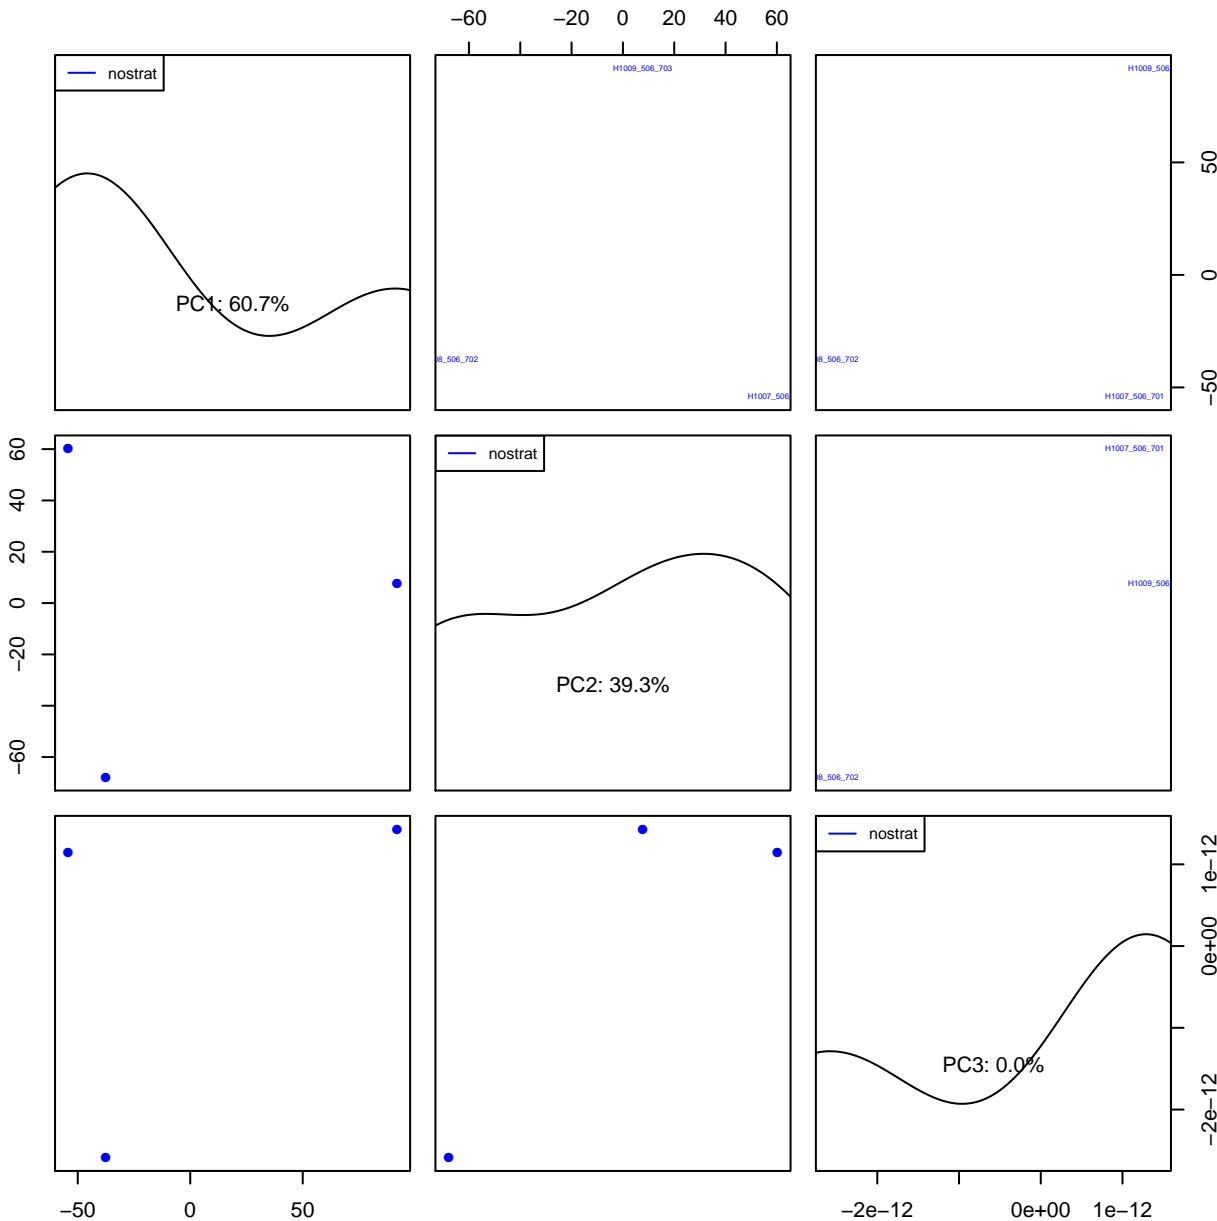 −60 −20 0 20 40 60
nostrat
H1009_506_703
H1009_506
50
PC1: 60.7%
0
8_506_702
8_506_702
H1007_506
H1007_506_701
−50
60
nostrat
H1007_506_701
40
20
H1009_506
0
−20
PC2: 39.3%
−60
8_506_702
nostrat
1e−12
0e+00
PC3: 0.0%
−2e−12
−50 0 50
−2e−12 0e+00 1e−12